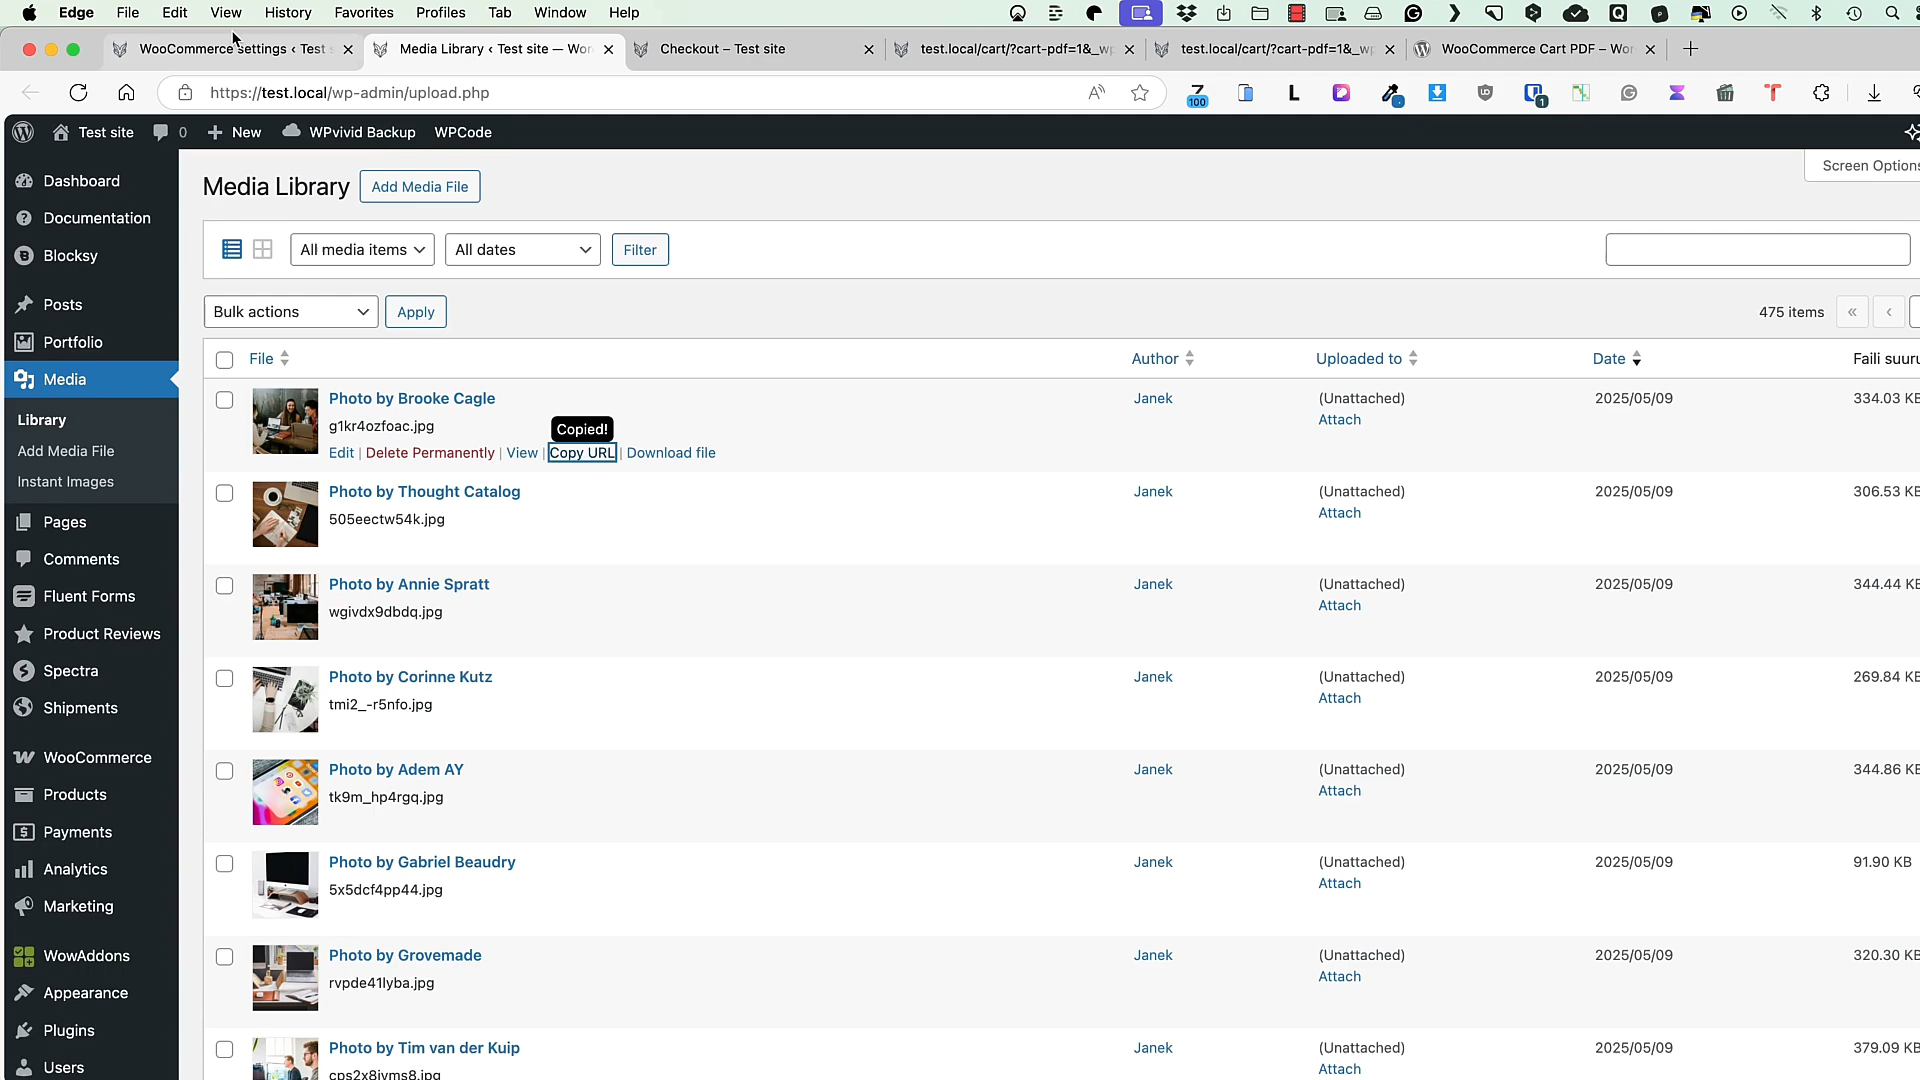 Edge File Edit View History Favorites Profiles Tab Window Help
WooCommerce settings ‹ Test s
Media Library ‹ Test site — Wor
Checkout – Test site
test.local/cart/?cart-pdf=1&_wp
test.local/cart/?cart-pdf=1&_wp
WooCommerce Cart PDF – Wor
https://test.local/wp-admin/upload.php
100
1
Test site 0 New WPvivid Backup WPCode
Dashboard
Documentation
Blocksy
Posts
Portfolio
Media
Library
Add Media File
Instant Images
Pages
Comments
Fluent Forms
Product Reviews
Spectra
Shipments
WooCommerce
Products
Payments
Analytics
Marketing
WowAddons
Appearance
Plugins
Users
Screen Options
Media Library Add Media File
All media items All dates Filter
Bulk actions Apply 475 items « ‹
File Author Uploaded to Date Faili suuru
Photo by Brooke Cagle Janek (Unattached) 2025/05/09 334.03 KB
g1kr4ozfoac.jpg Attach
Copied!
Edit | Delete Permanently | View | Copy URL | Download file
Photo by Thought Catalog Janek (Unattached) 2025/05/09 306.53 KB
505eectw54k.jpg Attach
Photo by Annie Spratt Janek (Unattached) 2025/05/09 344.44 KB
wgivdx9dbdq.jpg Attach
Photo by Corinne Kutz Janek (Unattached) 2025/05/09 269.84 KB
tmi2_-r5nfo.jpg Attach
Photo by Adem AY Janek (Unattached) 2025/05/09 344.86 KB
tk9m_hp4rgq.jpg Attach
Photo by Gabriel Beaudry Janek (Unattached) 2025/05/09 91.90 KB
5x5dcf4pp44.jpg Attach
Photo by Grovemade Janek (Unattached) 2025/05/09 320.30 KB
rvpde41lyba.jpg Attach
Photo by Tim van der Kuip Janek (Unattached) 2025/05/09 379.09 KB
cps2x8jyms8.jpg Attach